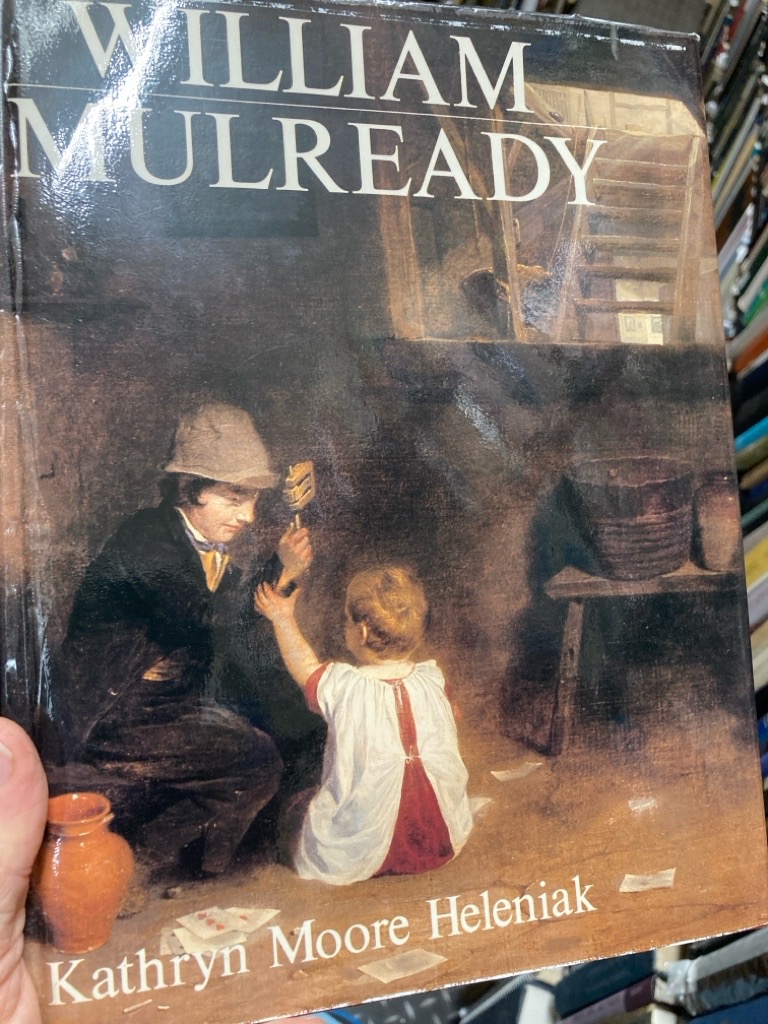 WILLIAM
MULREADY
Kathryn Moore Heleniak